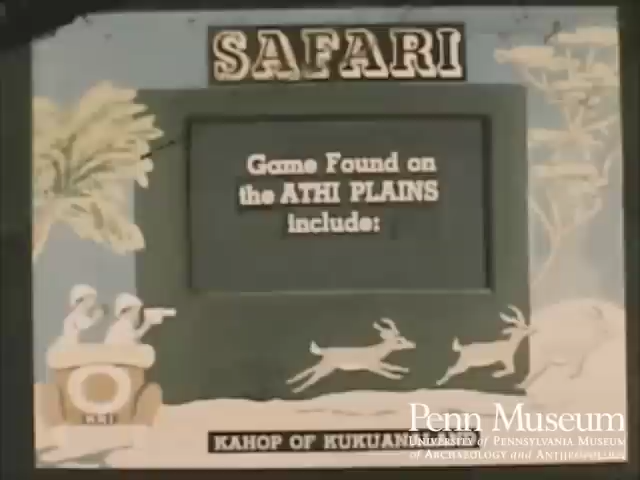 SAFARI
Game Found on
the ATHI PLAINS
include:
KRI
KAHOP OF KUKUAN
Penn Museum
UNIVERSITY of PENNSYLVANIA MUSEUM
of ARCHAEOLOGY and ANTHROPOLOGY